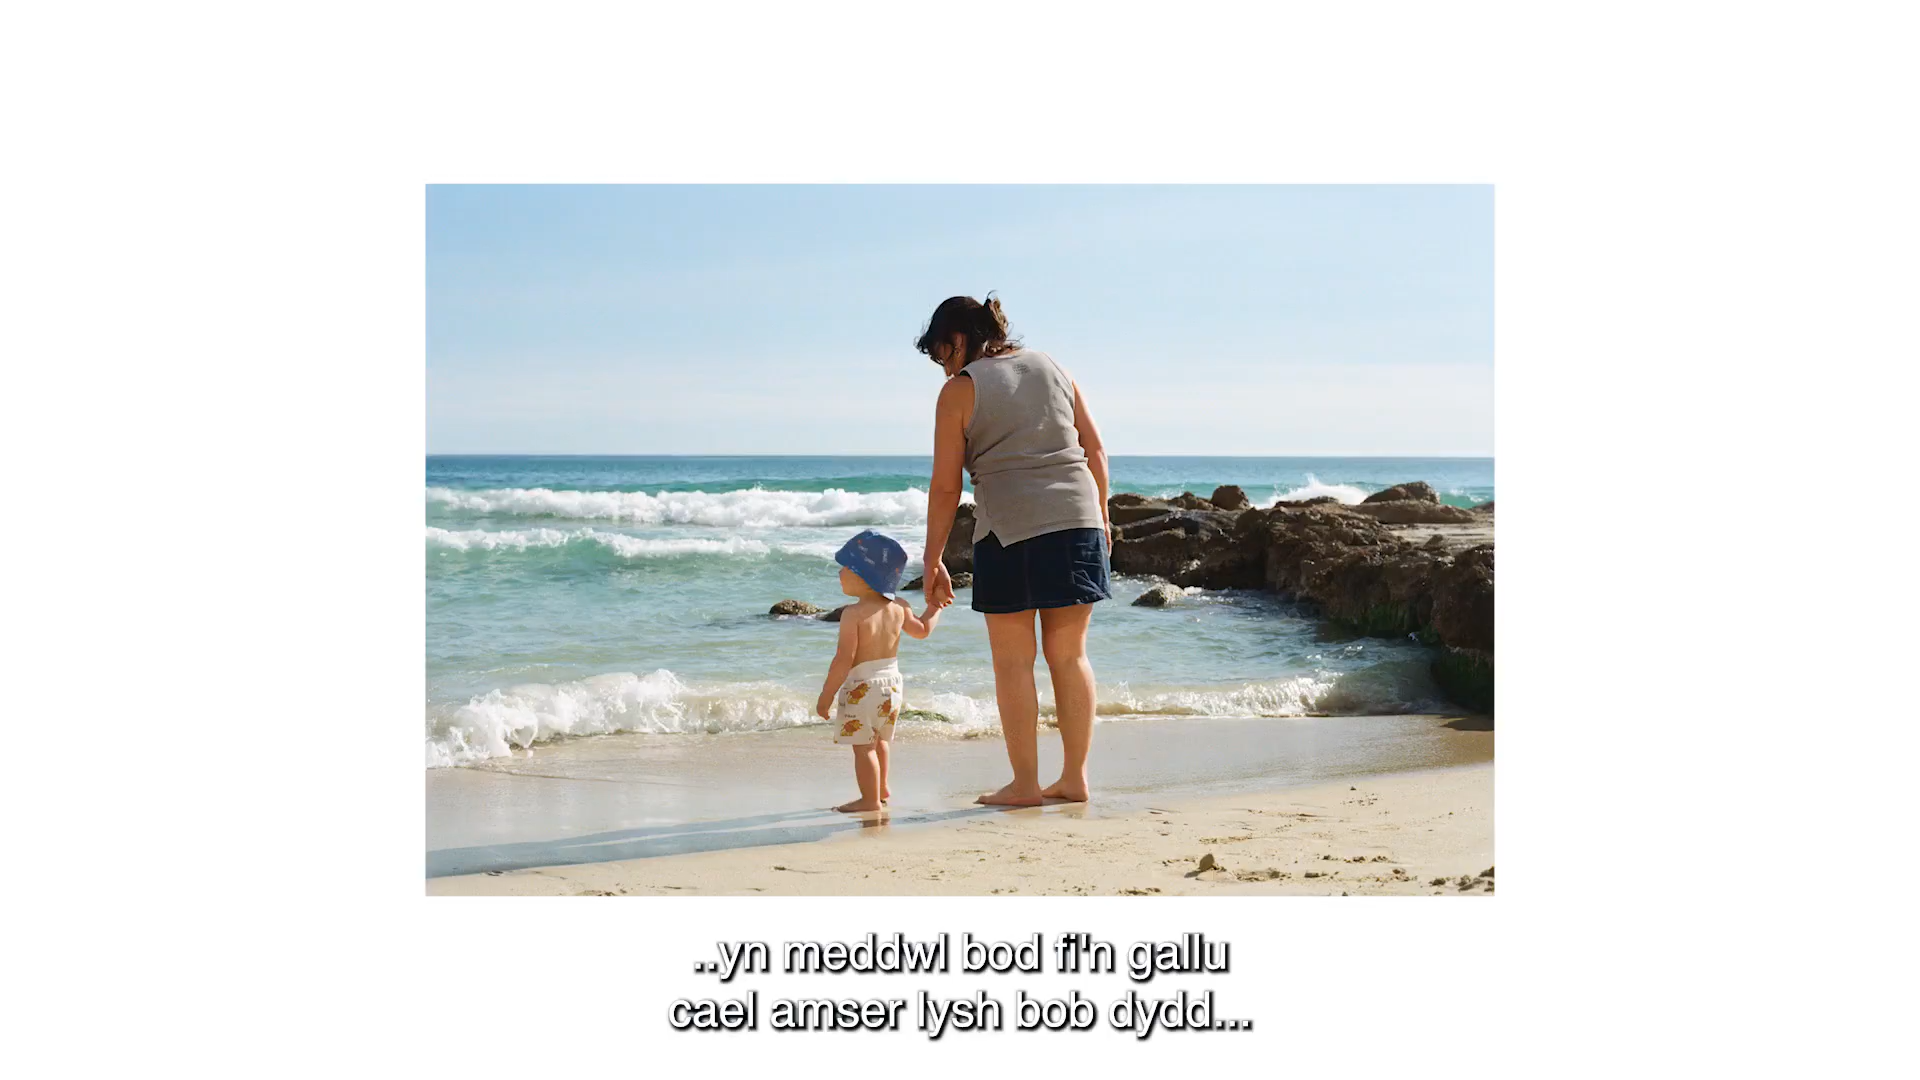 ..yn meddwl bod fi'n gallu
cael amser lysh bob dydd...